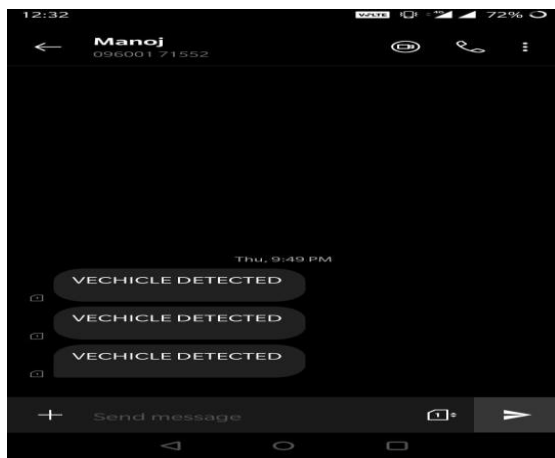 12:32
VoLTE 4G 72%
Manoj
096001 71552
Thu, 9:49 PM
VECHICLE DETECTED
VECHICLE DETECTED
VECHICLE DETECTED
1
Send message